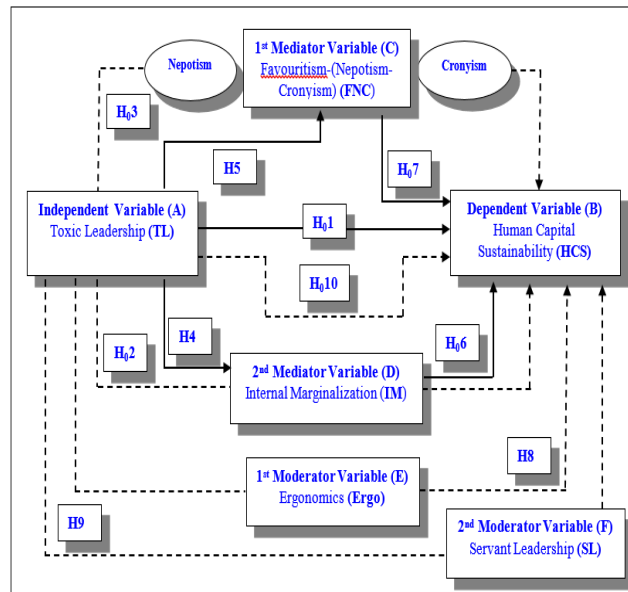 Nepotism
1st Mediator Variable (C)
Favouritism-(Nepotism-
Cronyism) (FNC)
Cronyism
H03
H5
H07
Independent Variable (A)
Toxic Leadership (TL)
H01
Dependent Variable (B)
Human Capital
Sustainability (HCS)
H010
H02
H4
H06
2nd Mediator Variable (D)
Internal Marginalization (IM)
H8
1st Moderator Variable (E)
Ergonomics (Ergo)
H9
2nd Moderator Variable (F)
Servant Leadership (SL)